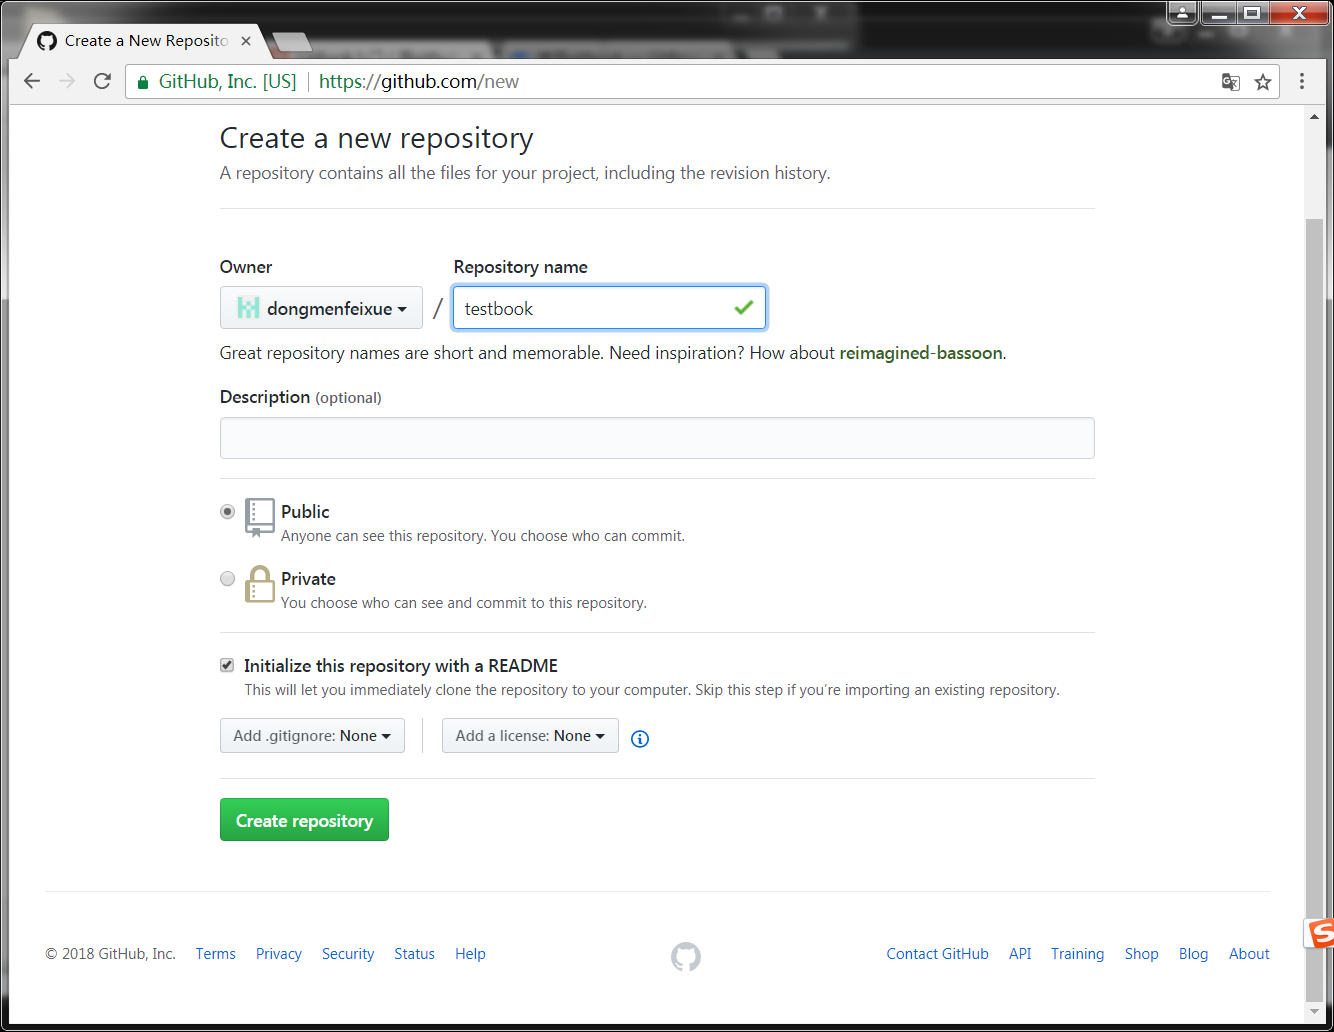 Create a New Reposito
GitHub, Inc. [US] https://github.com/new
Create a new repository
A repository contains all the files for your project, including the revision history.
Owner Repository name
dongmenfeixue / testbook
Great repository names are short and memorable. Need inspiration? How about reimagined-bassoon.
Description (optional)
Public
Anyone can see this repository. You choose who can commit.
Private
You choose who can see and commit to this repository.
Initialize this repository with a README
This will let you immediately clone the repository to your computer. Skip this step if you're importing an existing repository.
Add .gitignore: None Add a license: None
Create repository
© 2018 GitHub, Inc. Terms Privacy Security Status Help Contact GitHub API Training Shop Blog About